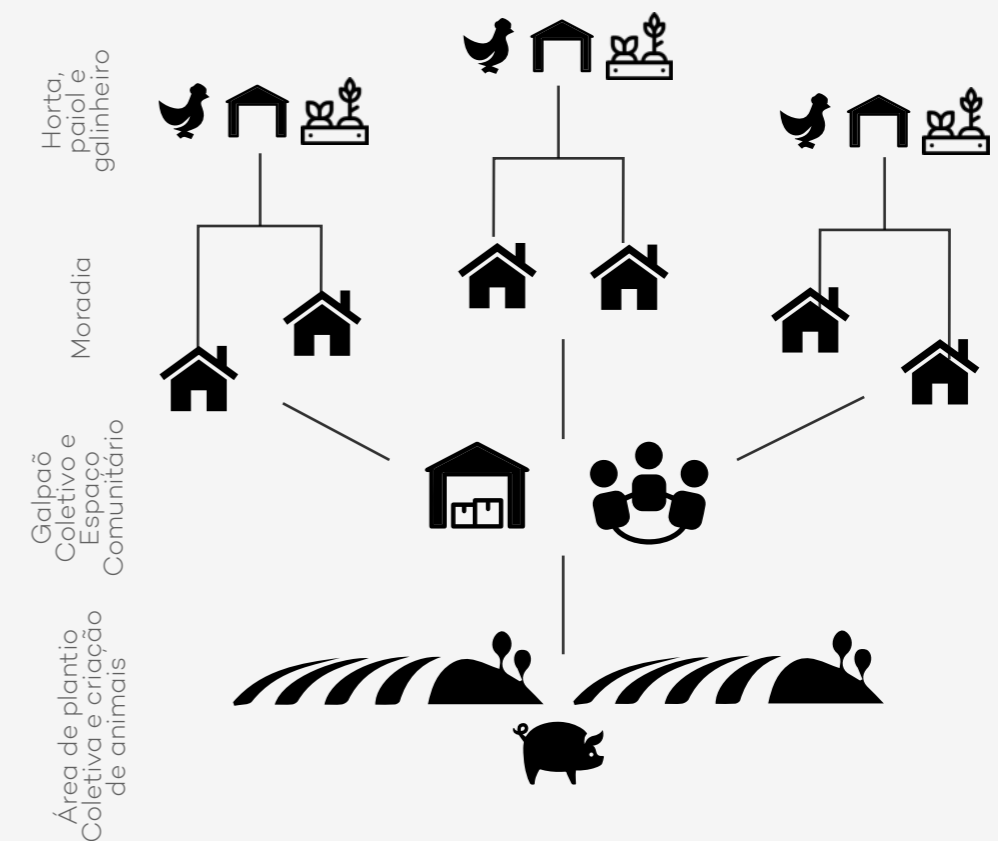 Horta,
paiol e
galinheiro
Moradia
Galpaõ
Coletivo e
Espaço
Comunitário
Área de plantio
Coletiva e criação
de animais